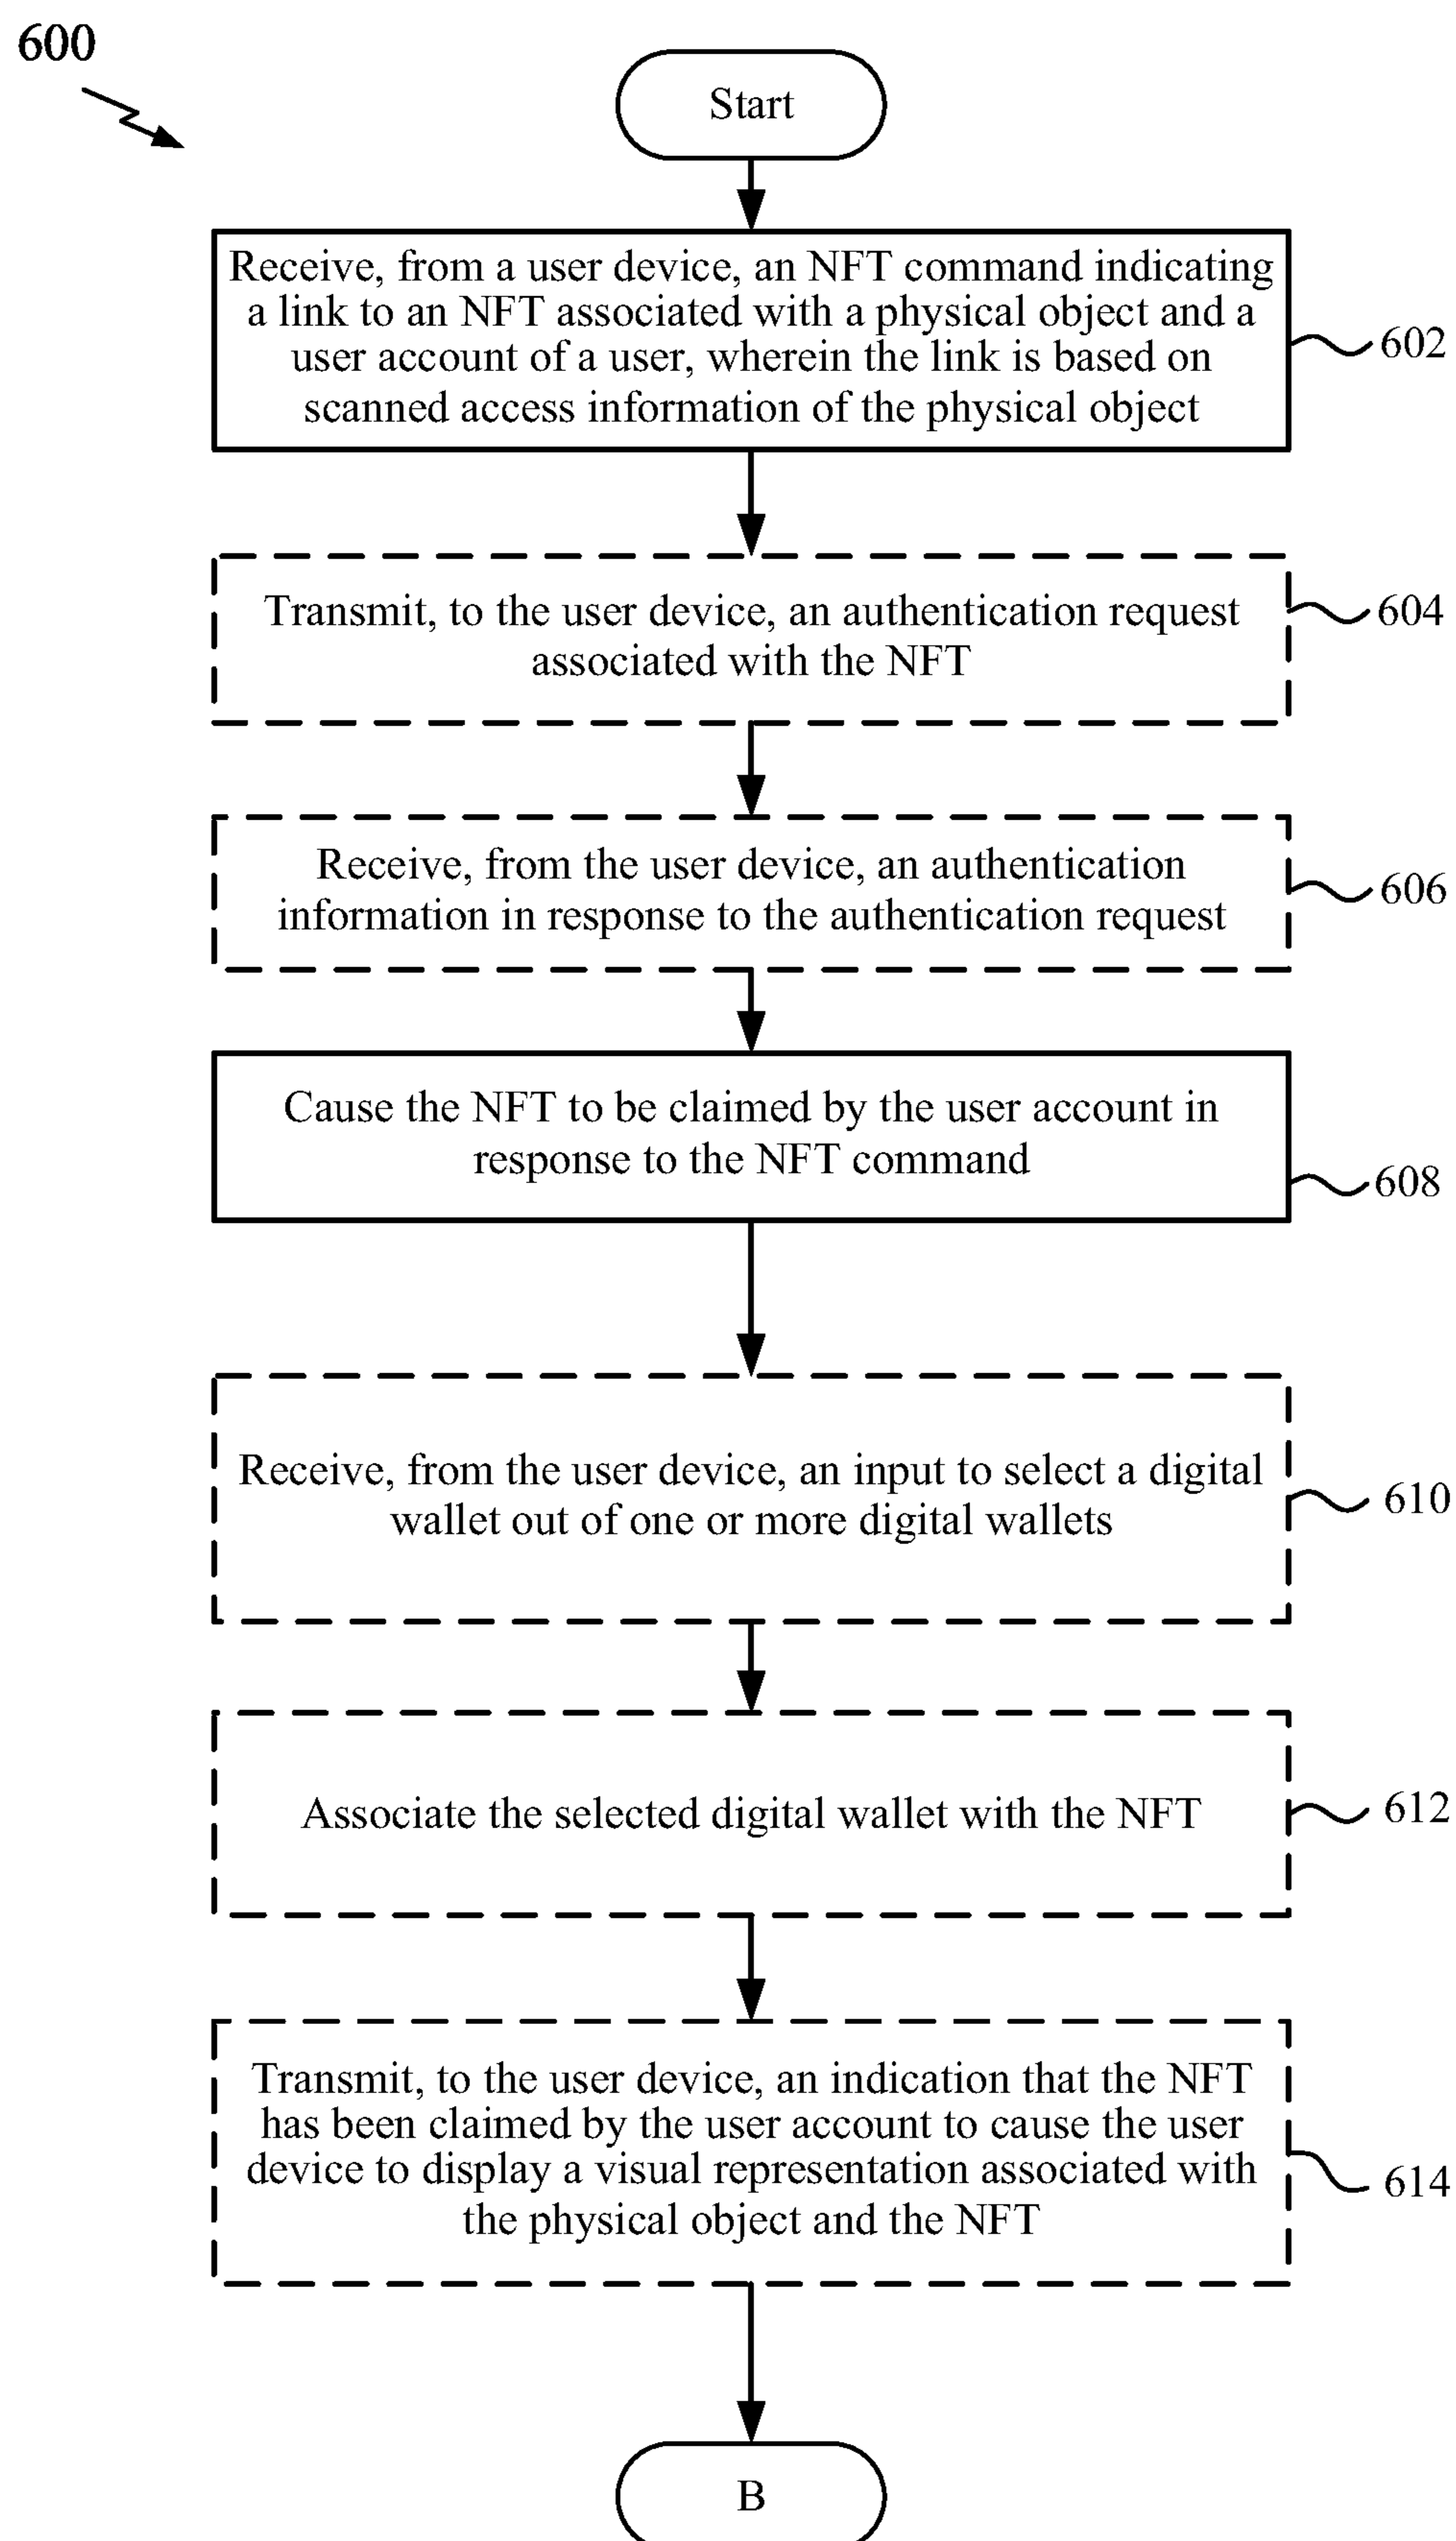 600
Start
Receive, from a user device, an NFT command indicating
a link to an NFT associated with a physical object and a
user account of a user, wherein the link is based on
scanned access information of the physical object
602
Transmit, to the user device, an authentication request
associated with the NFT
604
Receive, from the user device, an authentication
information in response to the authentication request
606
Cause the NFT to be claimed by the user account in
response to the NFT command
608
Receive, from the user device, an input to select a digital
wallet out of one or more digital wallets
610
Associate the selected digital wallet with the NFT
612
Transmit, to the user device, an indication that the NFT
has been claimed by the user account to cause the user
device to display a visual representation associated with
the physical object and the NFT
614
B